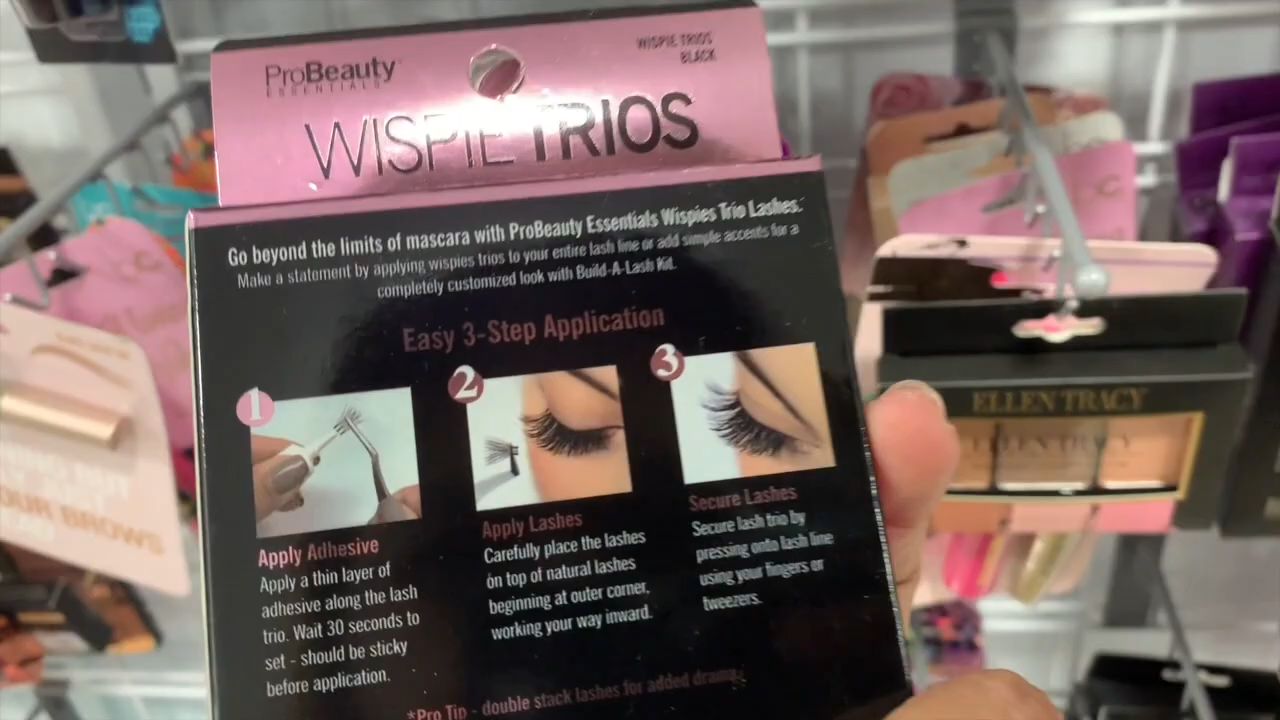 ProBeauty
ESSENTIALS
WISPIE TRIOS
BLACK
WISPIE TRIOS
Go beyond the limits of mascara with ProBeauty Essentials Wispies Trio Lashes.
Make a statement by applying wispies trios to your entire lash line or add simple accents for a
completely customized look with Build-A-Lash Kit.
Easy 3-Step Application
1
2
3
Apply Adhesive
Apply a thin layer of
adhesive along the lash
trio. Wait 30 seconds to
set - should be sticky
before application.
Apply Lashes
Carefully place the lashes
on top of natural lashes
beginning at outer corner,
working your way inward.
Secure Lashes
Secure lash trio by
pressing onto lash line
using your fingers or
tweezers.
*Pro Tip - double stack lashes for added drama
ELLEN TRACY
ELLEN TRACY
OUR BROWS